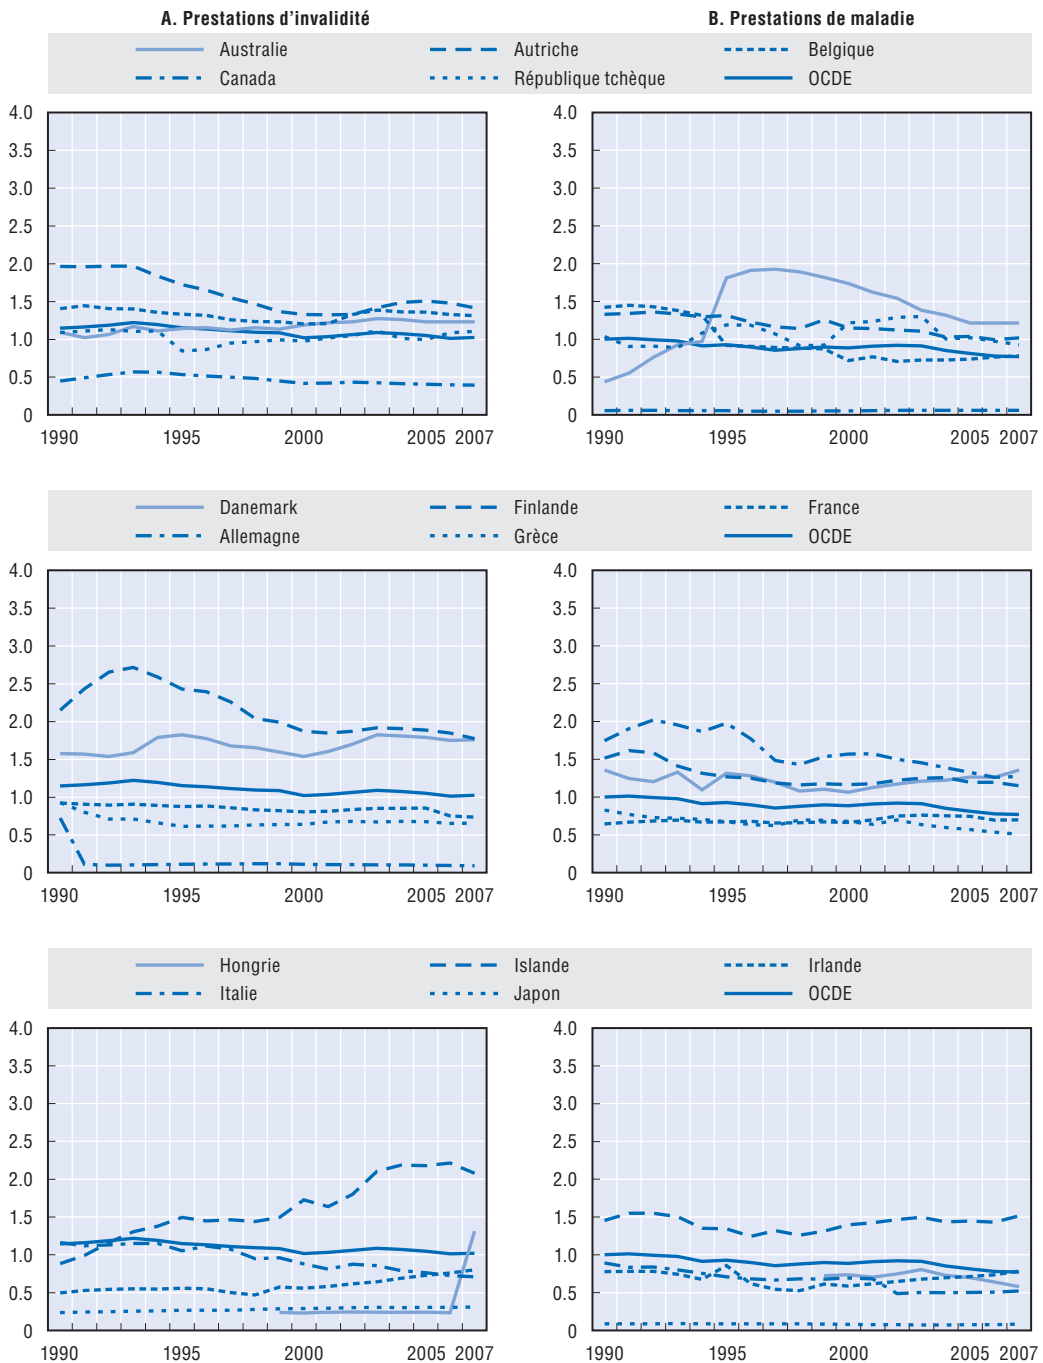 A. Prestations d'invalidité
B. Prestations de maladie
Australie Autriche Belgique
Canada République tchèque OCDE
4.0 4.0
3.5 3.5
3.0 3.0
2.5 2.5
2.0 2.0
1.5 1.5
1.0 1.0
0.5 0.5
0 0
1990 1995 2000 2005 2007 1990 1995 2000 2005 2007
Danemark Finlande France
Allemagne Grèce OCDE
4.0 4.0
3.5 3.5
3.0 3.0
2.5 2.5
2.0 2.0
1.5 1.5
1.0 1.0
0.5 0.5
0 0
1990 1995 2000 2005 2007 1990 1995 2000 2005 2007
Hongrie Islande Irlande
Italie Japon OCDE
4.0 4.0
3.5 3.5
3.0 3.0
2.5 2.5
2.0 2.0
1.5 1.5
1.0 1.0
0.5 0.5
0 0
1990 1995 2000 2005 2007 1990 1995 2000 2005 2007